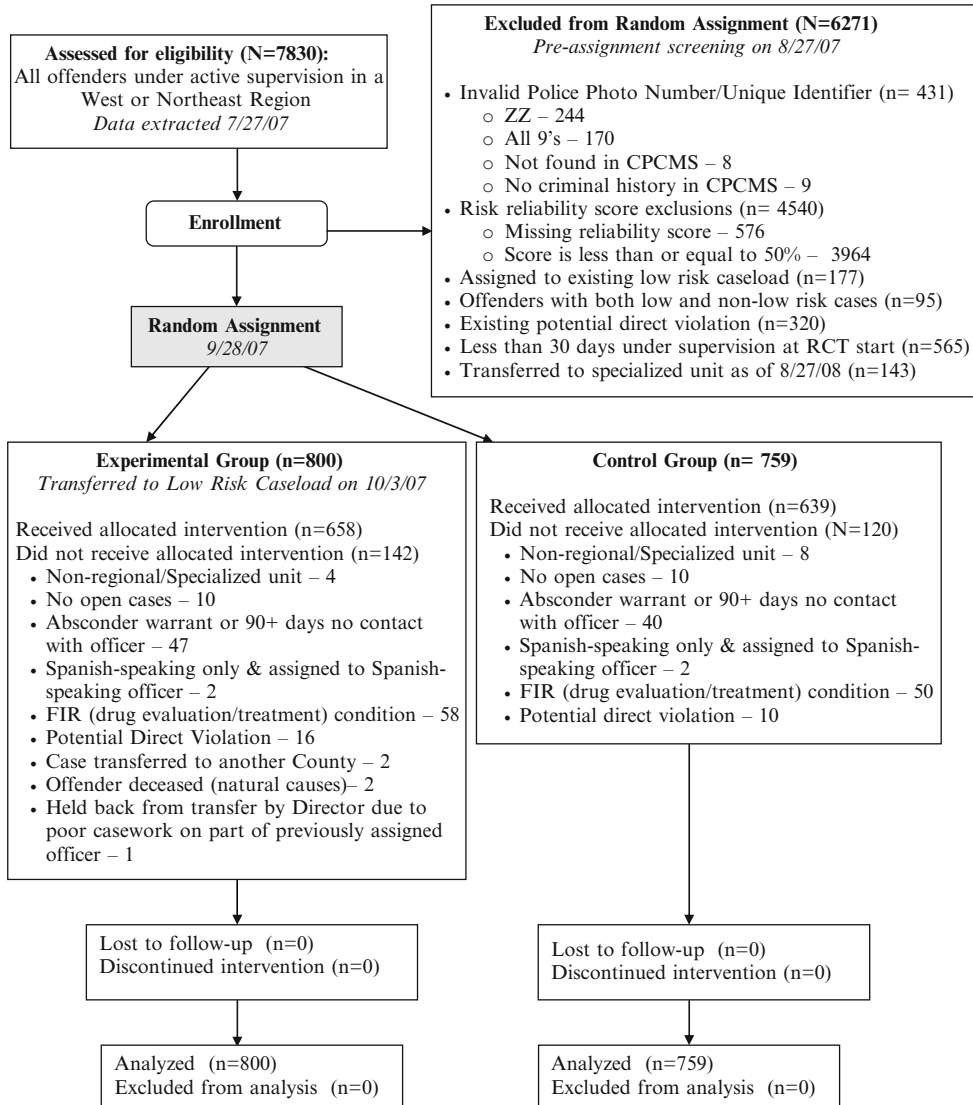 Assessed for eligibility (N=7830):
All offenders under active supervision in a
West or Northeast Region
Data extracted 7/27/07
Excluded from Random Assignment (N=6271)
Pre-assignment screening on 8/27/07
• Invalid Police Photo Number/Unique Identifier (n= 431)
o ZZ – 244
o All 9's – 170
o Not found in CPCMS – 8
o No criminal history in CPCMS – 9
• Risk reliability score exclusions (n= 4540)
o Missing reliability score – 576
o Score is less than or equal to 50% – 3964
• Assigned to existing low risk caseload (n=177)
• Offenders with both low and non-low risk cases (n=95)
• Existing potential direct violation (n=320)
• Less than 30 days under supervision at RCT start (n=565)
• Transferred to specialized unit as of 8/27/08 (n=143)
Enrollment
Random Assignment
9/28/07
Experimental Group (n=800)
Transferred to Low Risk Caseload on 10/3/07
Received allocated intervention (n=658)
Did not receive allocated intervention (n=142)
• Non-regional/Specialized unit – 4
• No open cases – 10
• Absconder warrant or 90+ days no contact
with officer – 47
• Spanish-speaking only & assigned to Spanish-
speaking officer – 2
• FIR (drug evaluation/treatment) condition – 58
• Potential Direct Violation – 16
• Case transferred to another County – 2
• Offender deceased (natural causes)– 2
• Held back from transfer by Director due to
poor casework on part of previously assigned
officer – 1
Control Group (n= 759)
Received allocated intervention (n=639)
Did not receive allocated intervention (N=120)
• Non-regional/Specialized unit – 8
• No open cases – 10
• Absconder warrant or 90+ days no contact
with officer – 40
• Spanish-speaking only & assigned to Spanish-
speaking officer – 2
• FIR (drug evaluation/treatment) condition – 50
• Potential direct violation – 10
Lost to follow-up (n=0)
Discontinued intervention (n=0)
Lost to follow-up (n=0)
Discontinued intervention (n=0)
Analyzed (n=800)
Excluded from analysis (n=0)
Analyzed (n=759)
Excluded from analysis (n=0)